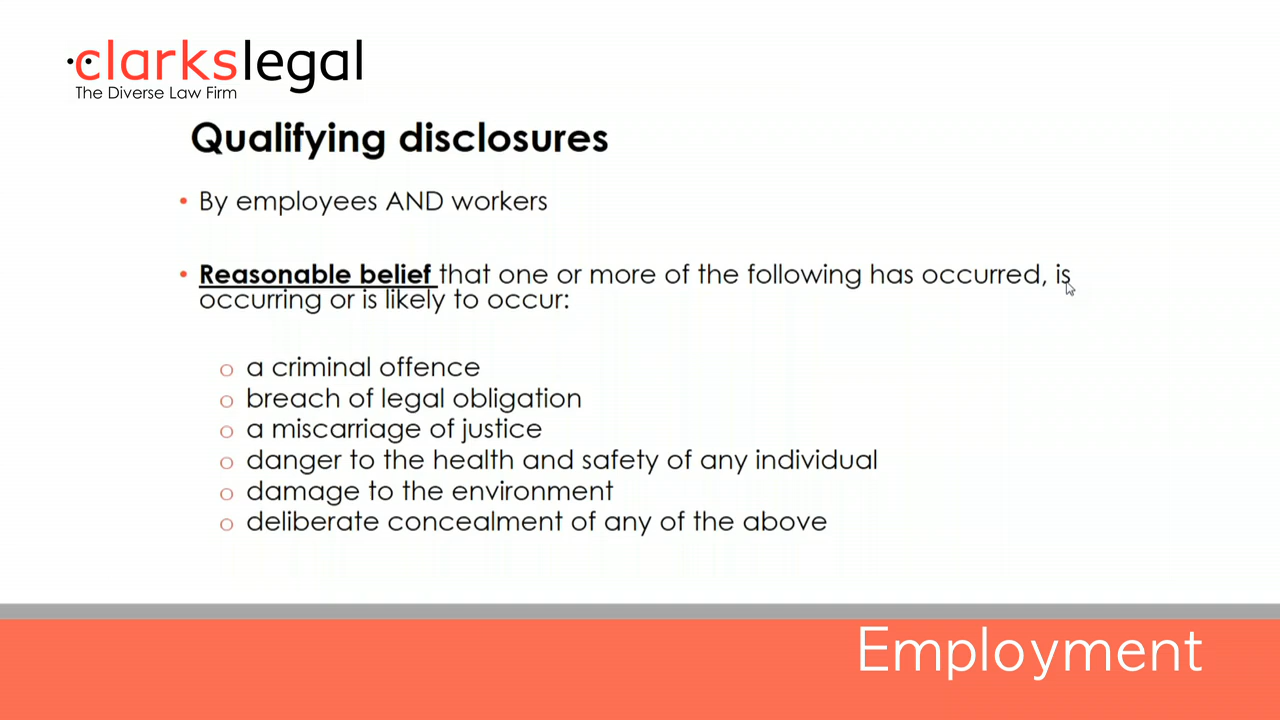 clarkslegal
The Diverse Law Firm
Qualifying disclosures
• By employees AND workers
• Reasonable belief that one or more of the following has occurred, is
occurring or is likely to occur:
o a criminal offence
o breach of legal obligation
o a miscarriage of justice
o danger to the health and safety of any individual
o damage to the environment
o deliberate concealment of any of the above
Employment